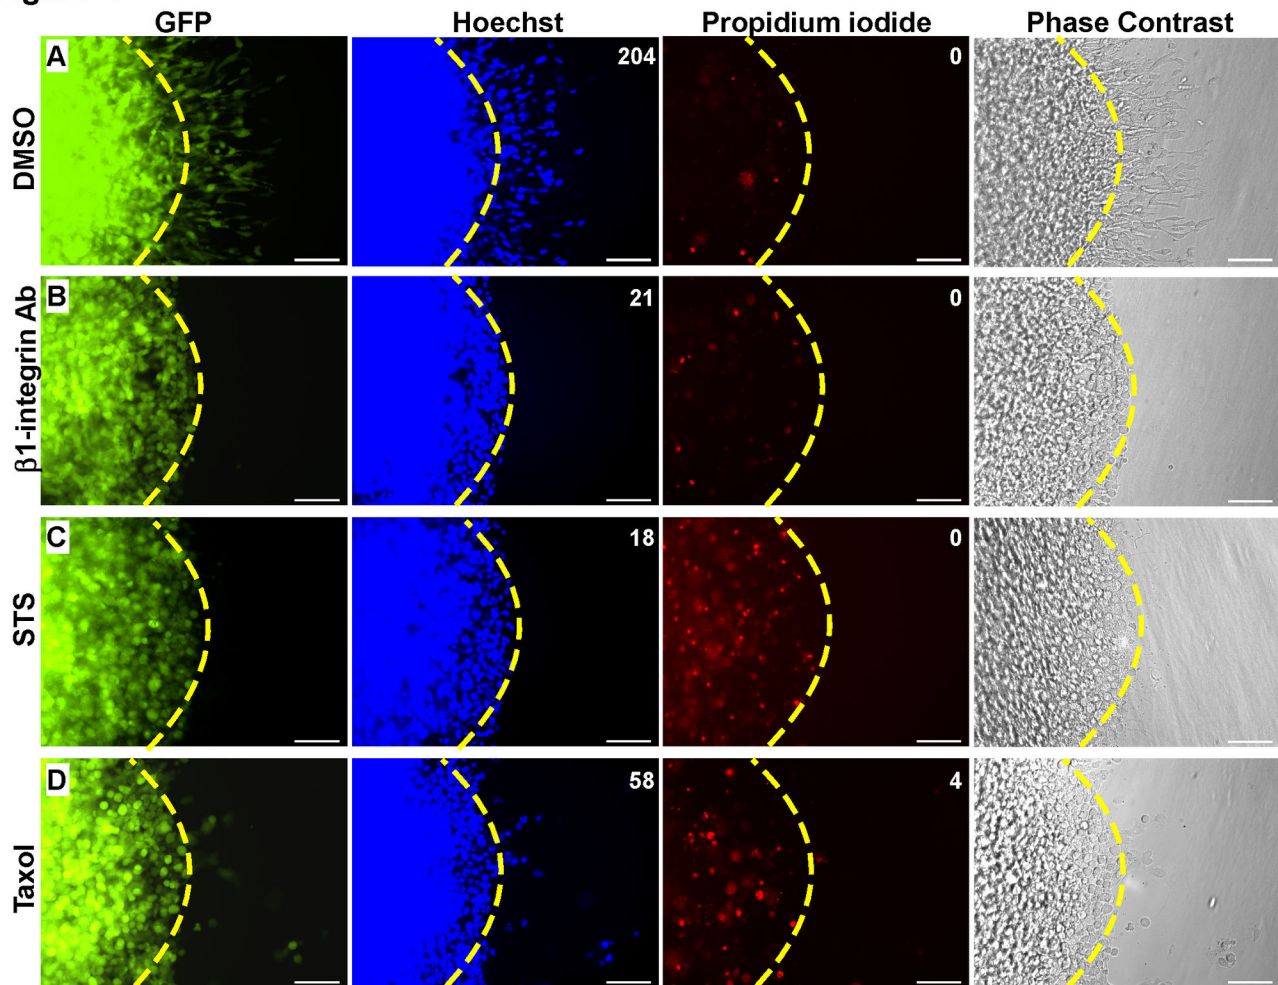 GFP Hoechst Propidium iodide Phase Contrast
A 204 0
DMSO
B 21 0
β1-integrin Ab
C 18 0
STS
D 58 4
Taxol